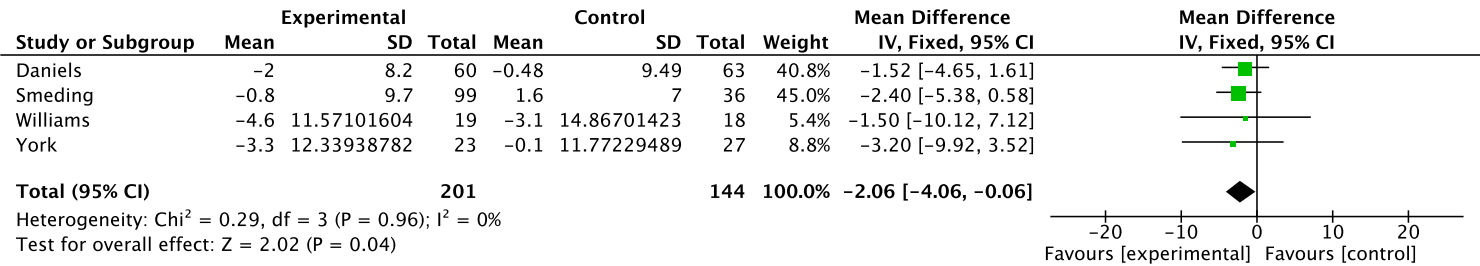 Experimental Control Mean Difference Mean Difference
Study or Subgroup Mean SD Total Mean SD Total Weight IV, Fixed, 95% CI IV, Fixed, 95% CI
Daniels −2 8.2 60 −0.48 9.49 63 40.8% −1.52 [−4.65, 1.61]
Smeding −0.8 9.7 99 1.6 7 36 45.0% −2.40 [−5.38, 0.58]
Williams −4.6 11.57101604 19 −3.1 14.86701423 18 5.4% −1.50 [−10.12, 7.12]
York −3.3 12.33938782 23 −0.1 11.77229489 27 8.8% −3.20 [−9.92, 3.52]
Total (95% CI) 201 144 100.0% −2.06 [−4.06, −0.06]
Heterogeneity: Chi² = 0.29, df = 3 (P = 0.96); I² = 0%
Test for overall effect: Z = 2.02 (P = 0.04)
−20 −10 0 10 20
Favours [experimental] Favours [control]